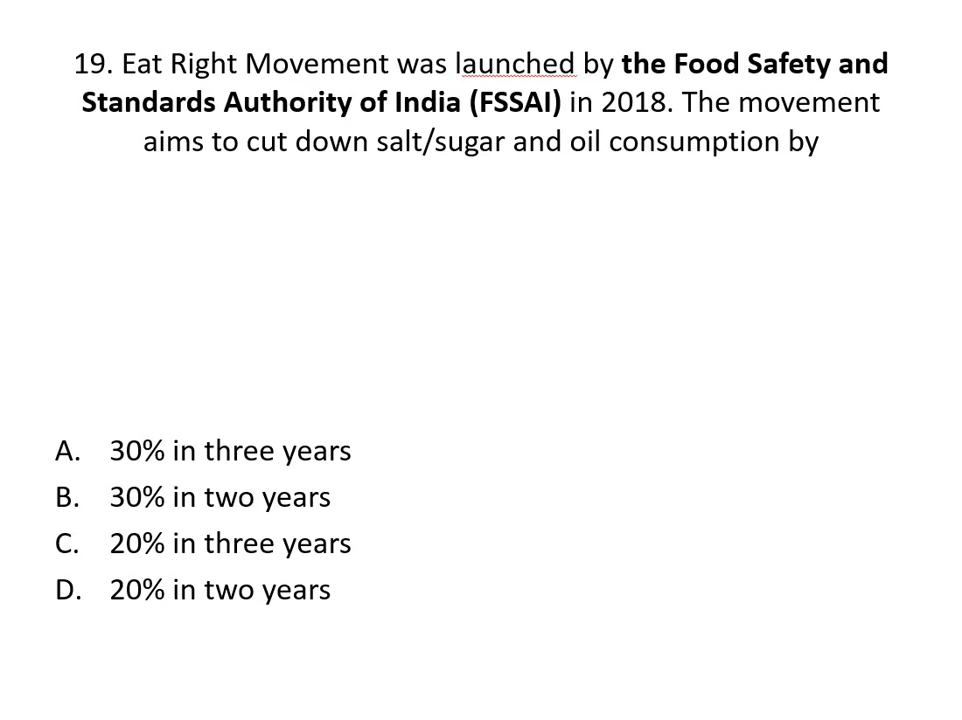 19. Eat Right Movement was launched by the Food Safety and
Standards Authority of India (FSSAI) in 2018. The movement
aims to cut down salt/sugar and oil consumption by
A. 30% in three years
B. 30% in two years
C. 20% in three years
D. 20% in two years